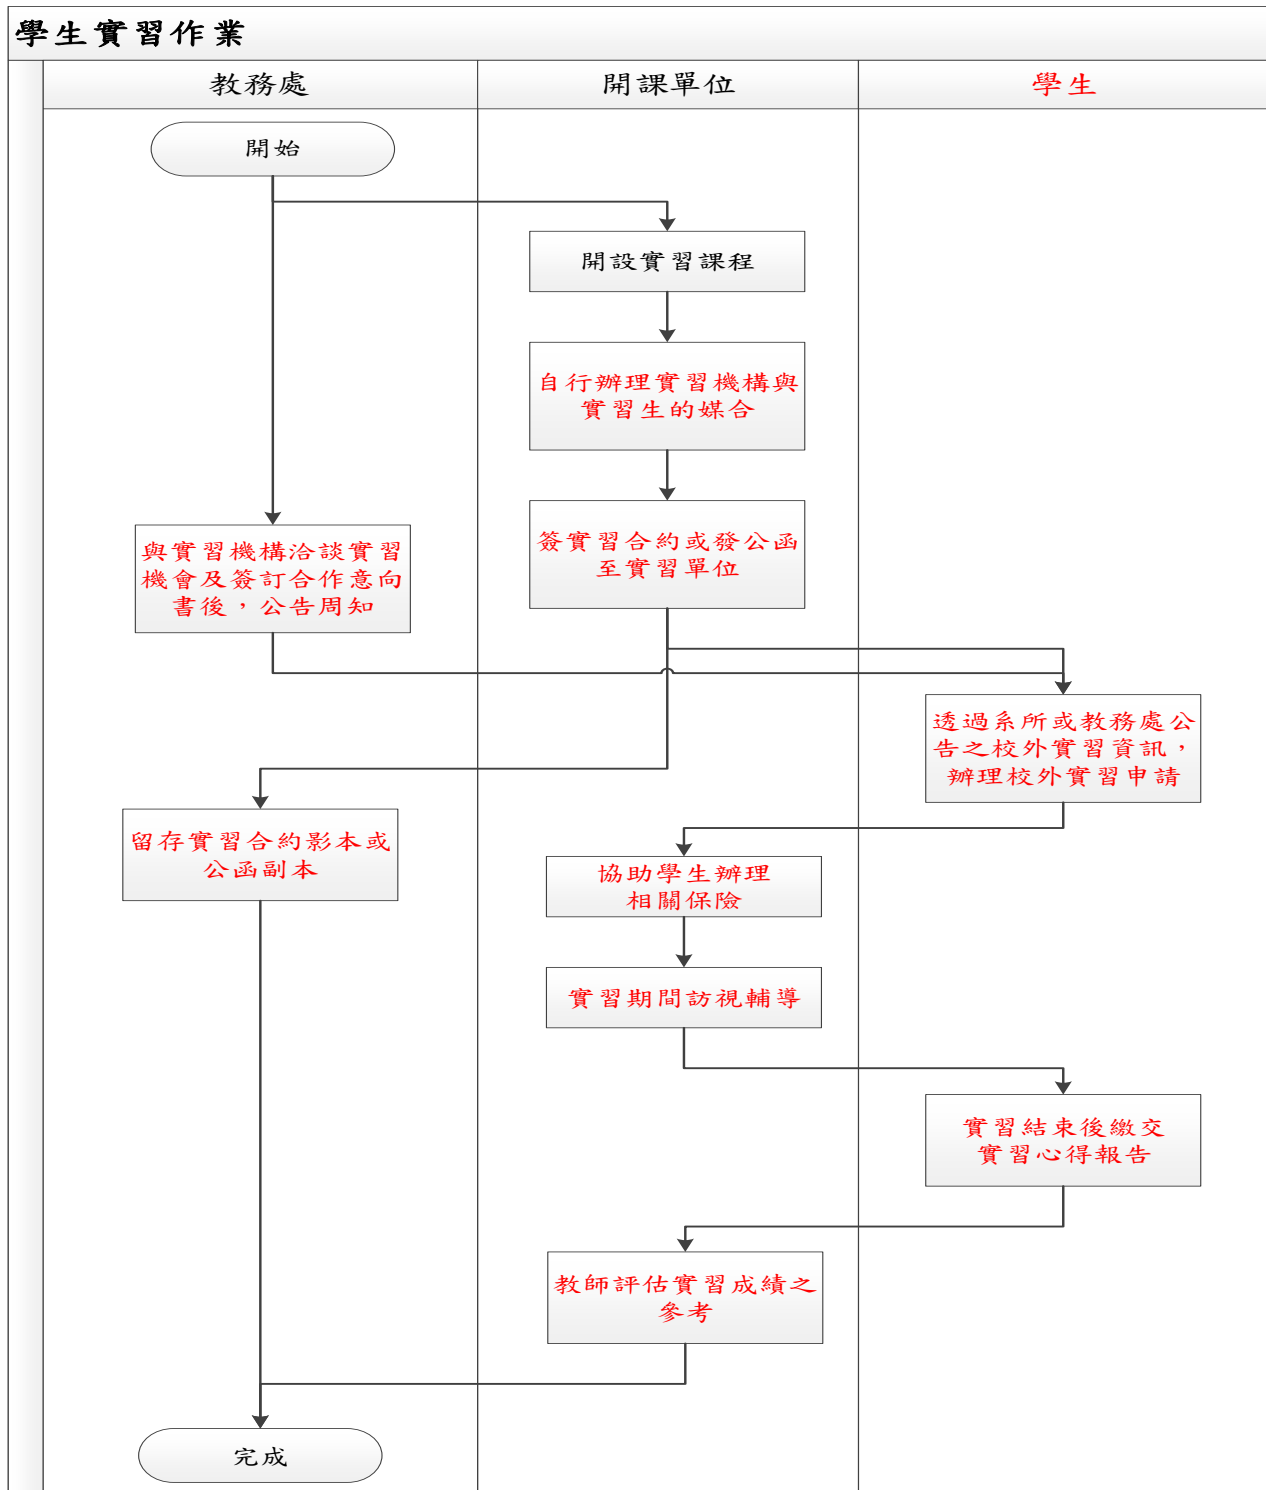 學生實習作業
教務處
開課單位
學生
開始
開設實習課程
自行辦理實習機構與
實習生的媒合
簽實習合約或發公函
至實習單位
與實習機構洽談實習
機會及簽訂合作意向
書後，公告周知
透過系所或教務處公
告之校外實習資訊，
辦理校外實習申請
留存實習合約影本或
公函副本
協助學生辦理
相關保險
實習期間訪視輔導
實習結束後繳交
實習心得報告
教師評估實習成績之
參考
完成